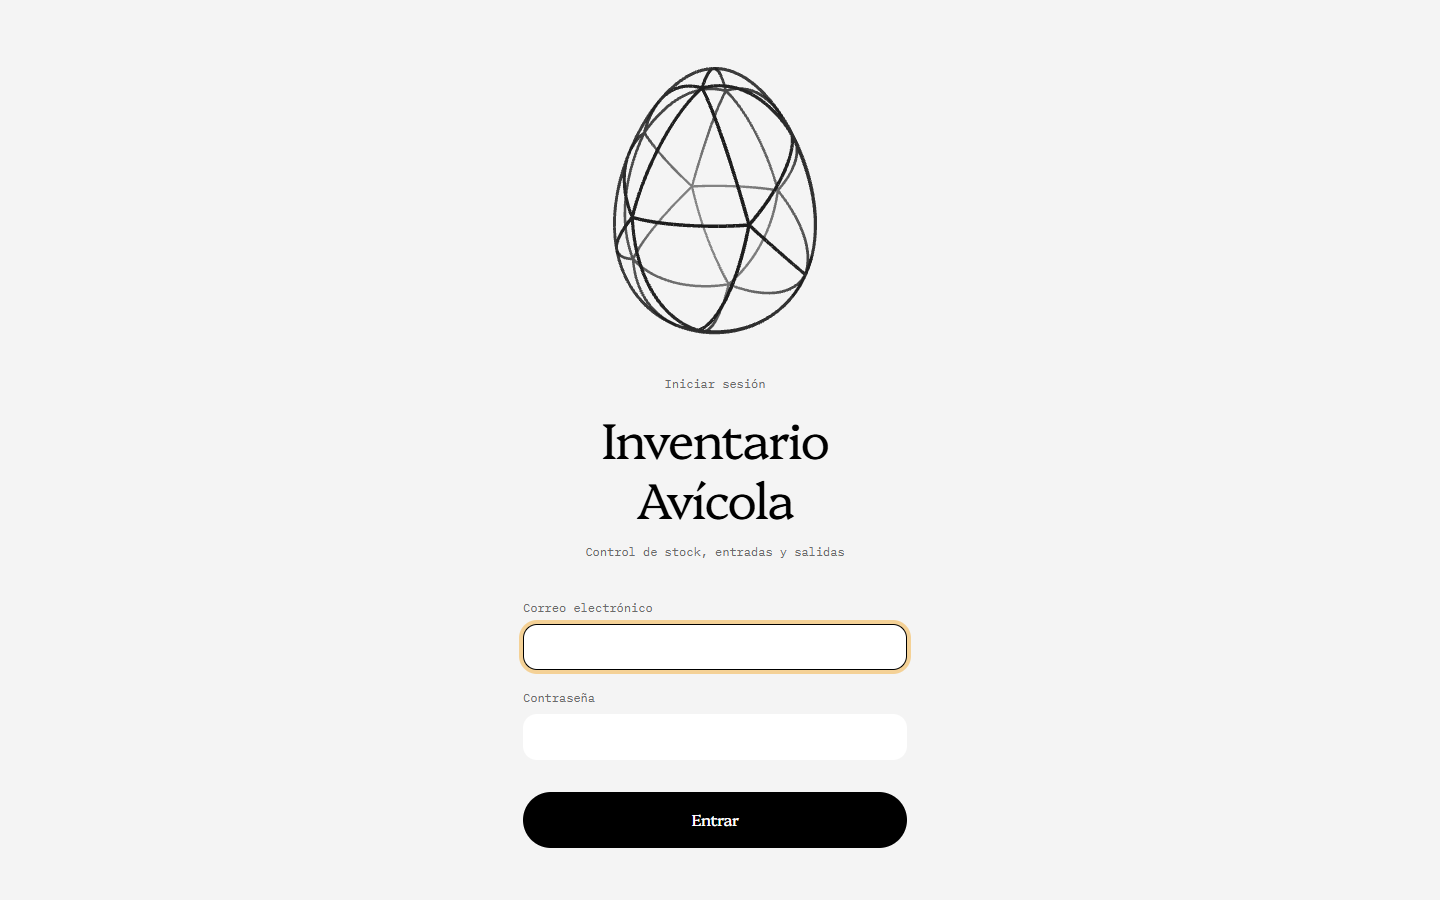 Iniciar sesión
Inventario
Avícola
Control de stock, entradas y salidas
Correo electrónico
Contraseña
Entrar